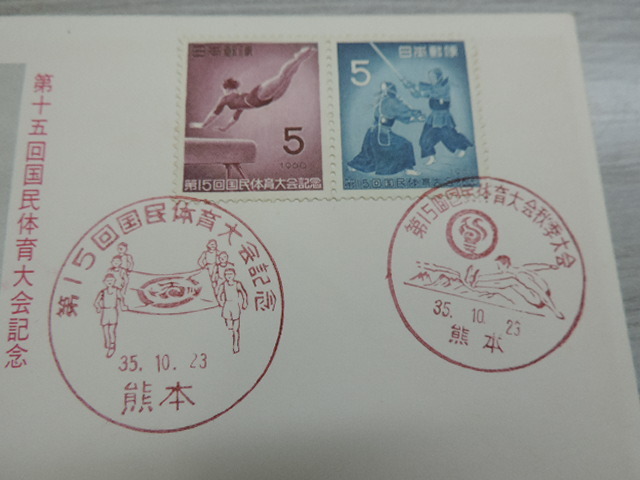 第十五回国民体育大会記念
日本郵便
5
1960
第15回国民体育大会記念
日本郵便
5
第15回国民体育大会記念
35.10.23
熊本
第15回国民体育大会秋季大会
35.10.23
熊本